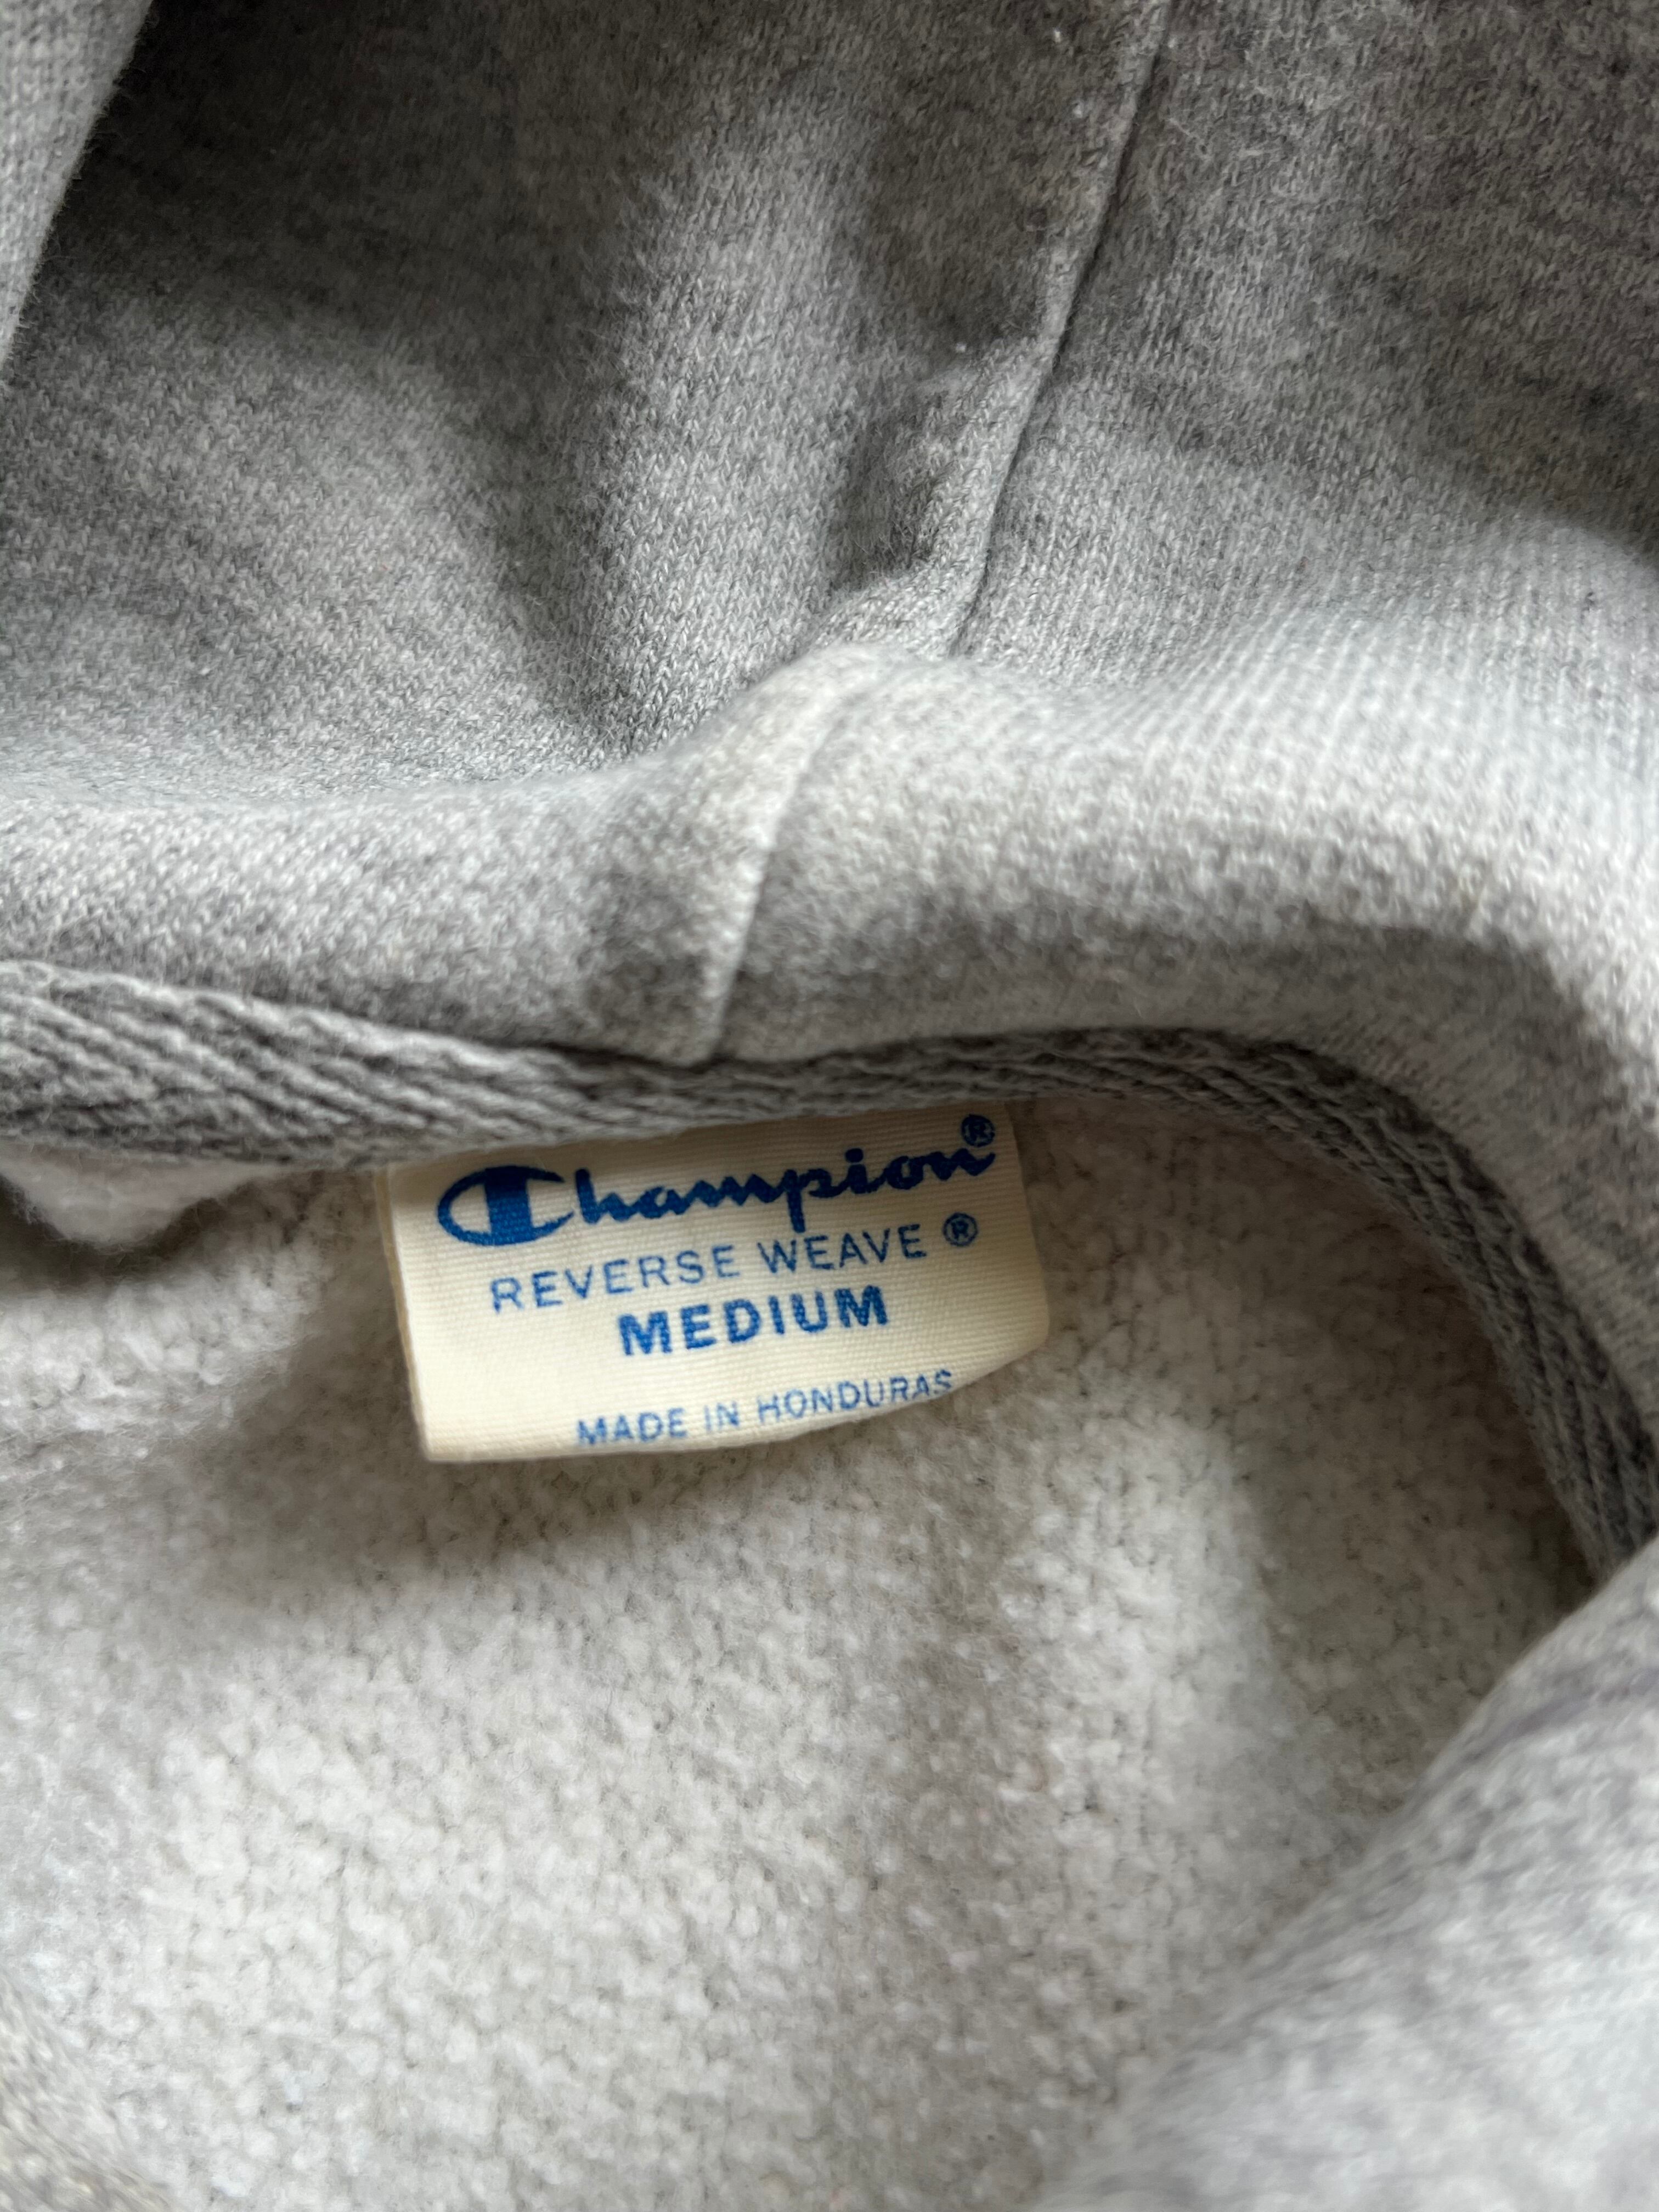 Champion®
REVERSE WEAVE®
MEDIUM
MADE IN HONDURAS